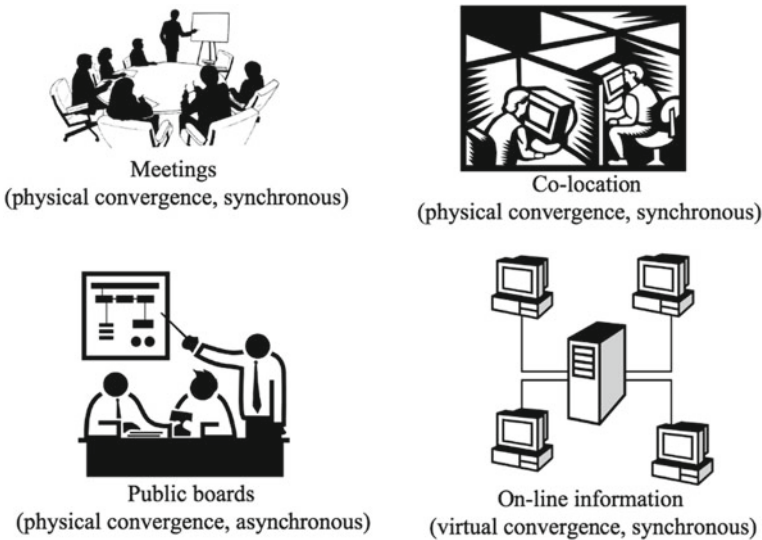 Meetings
(physical convergence, synchronous)
Co-location
(physical convergence, synchronous)
Public boards
(physical convergence, asynchronous)
On-line information
(virtual convergence, synchronous)